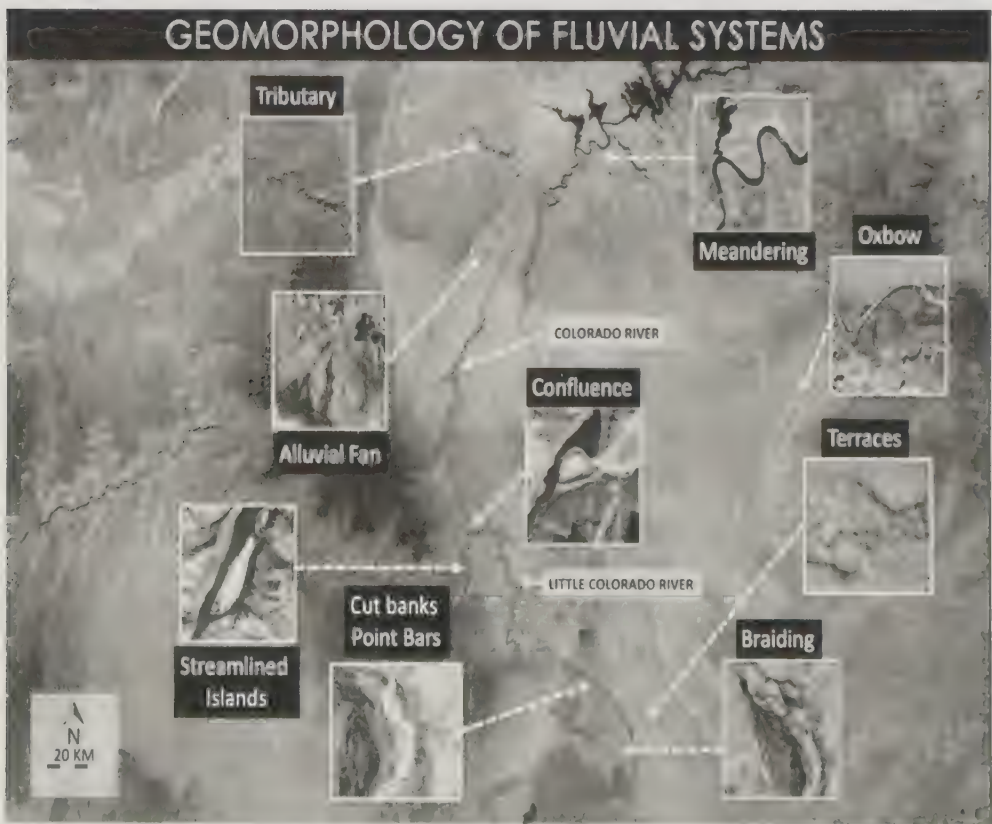 GEOMORPHOLOGY OF FLUVIAL SYSTEMS
Tributary
Meandering
Oxbow
COLORADO RIVER
Confluence
Alluvial Fan
Terraces
LITTLE COLORADO RIVER
Cut banks
Point Bars
Braiding
Streamlined
Islands
N
20 KM